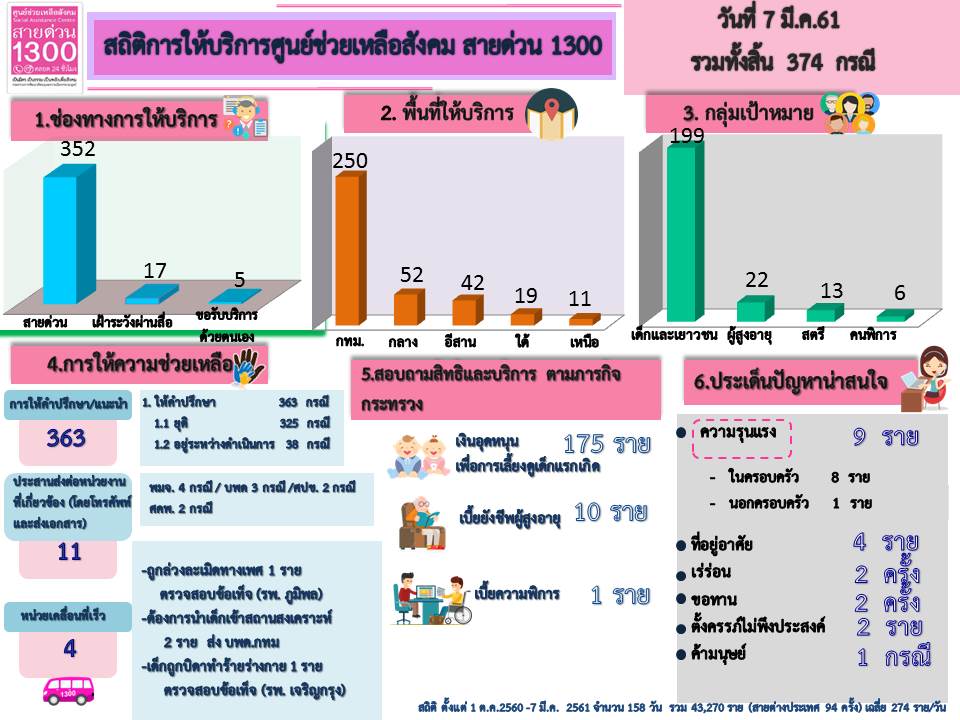 ศูนย์ช่วยเหลือสังคม
Social Assistance Centre
สายด่วน
1300
ตลอด 24 ชั่วโมง
สถิติการให้บริการศูนย์ช่วยเหลือสังคม สายด่วน 1300
วันที่ 7 มี.ค.61
รวมทั้งสิ้น 374 กรณี
1.ช่องทางการให้บริการ
352
17
5
สายด่วน
เฝ้าระวังผ่านสื่อ
ขอรับบริการ
ด้วยตนเอง
2. พื้นที่ให้บริการ
250
52
42
19
11
กทม.
กลาง
อีสาน
ใต้
เหนือ
3. กลุ่มเป้าหมาย
199
22
13
6
เด็กและเยาวชน
ผู้สูงอายุ
สตรี
คนพิการ
4.การให้ความช่วยเหลือ
การให้คำปรึกษา/แนะนำ
363
1. ให้คำปรึกษา 363 กรณี
1.1 ยุติ 325 กรณี
1.2 อยู่ระหว่างดำเนินการ 38 กรณี
ประสานส่งต่อหน่วยงาน
ที่เกี่ยวข้อง (โดยโทรศัพท์
และส่งเอกสาร)
11
พมจ. 4 กรณี / บพด 3 กรณี /ศปข. 2 กรณี
ศดพ. 2 กรณี
หน่วยเคลื่อนที่เร็ว
4
1300
-ถูกล่วงละเมิดทางเพศ 1 ราย
ตรวจสอบข้อเท็จ (รพ. ภูมิพล)
-ต้องการนำเด็กเข้าสถานสงเคราะห์
2 ราย ส่ง บพด.กทม
-เด็กถูกบิดาทำร้ายร่างกาย 1 ราย
ตรวจสอบข้อเท็จ (รพ. เจริญกรุง)
5.สอบถามสิทธิและบริการ ตามภารกิจ
กระทรวง
เงินอุดหนุน 175 ราย
เพื่อการเลี้ยงดูเด็กแรกเกิด
เบี้ยยังชีพผู้สูงอายุ 10 ราย
เบี้ยความพิการ 1 ราย
6.ประเด็นปัญหาน่าสนใจ
ความรุนแรง 9 ราย
- ในครอบครัว 8 ราย
- นอกครอบครัว 1 ราย
ที่อยู่อาศัย 4 ราย
เร่ร่อน 2 ครั้ง
ขอทาน 2 ครั้ง
ตั้งครรภ์ไม่พึงประสงค์ 2 ราย
ค้ามนุษย์ 1 กรณี
สถิติ ตั้งแต่ 1 ต.ค.2560 -7 มี.ค. 2561 จำนวน 158 วัน รวม 43,270 ราย (สายต่างประเทศ 94 ครั้ง) เฉลี่ย 274 ราย/วัน